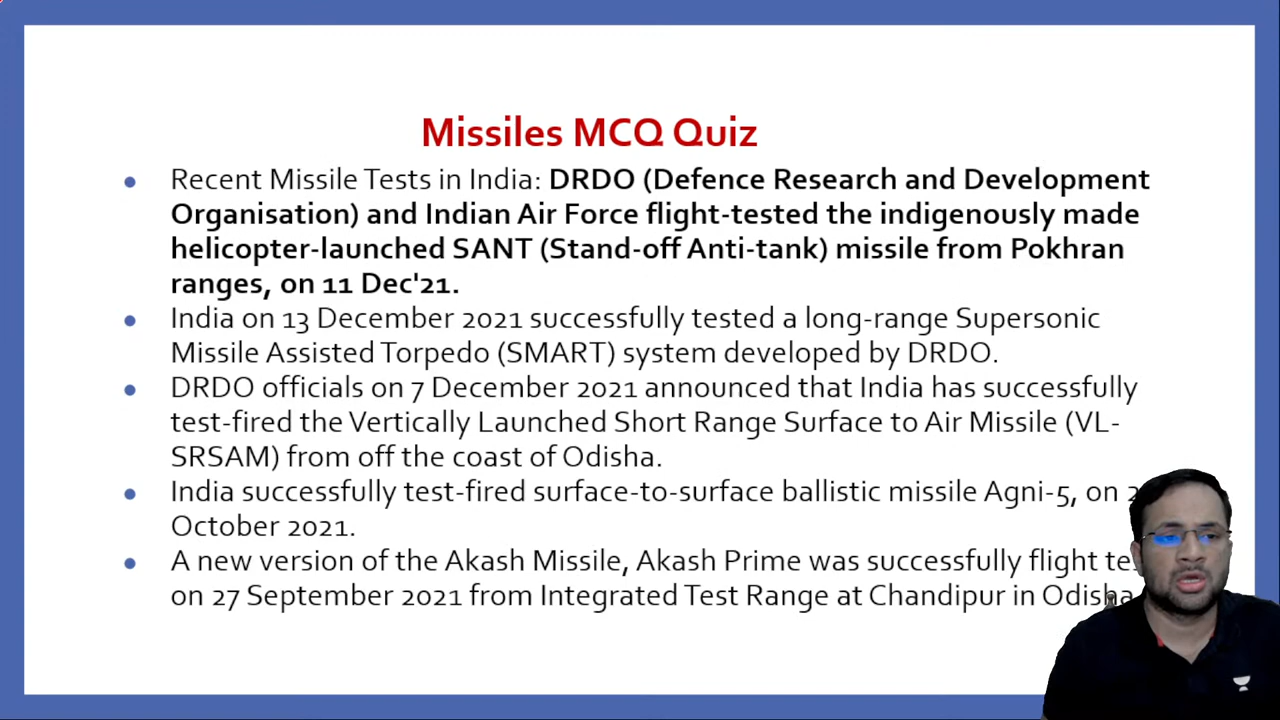 Missiles MCQ Quiz
Recent Missile Tests in India: DRDO (Defence Research and Development
Organisation) and Indian Air Force flight-tested the indigenously made
helicopter-launched SANT (Stand-off Anti-tank) missile from Pokhran
ranges, on 11 Dec'21.
India on 13 December 2021 successfully tested a long-range Supersonic
Missile Assisted Torpedo (SMART) system developed by DRDO.
DRDO officials on 7 December 2021 announced that India has successfully
test-fired the Vertically Launched Short Range Surface to Air Missile (VL-
SRSAM) from off the coast of Odisha.
India successfully test-fired surface-to-surface ballistic missile Agni-5, on
October 2021.
A new version of the Akash Missile, Akash Prime was successfully flight
on 27 September 2021 from Integrated Test Range at Chandipur in Odisha